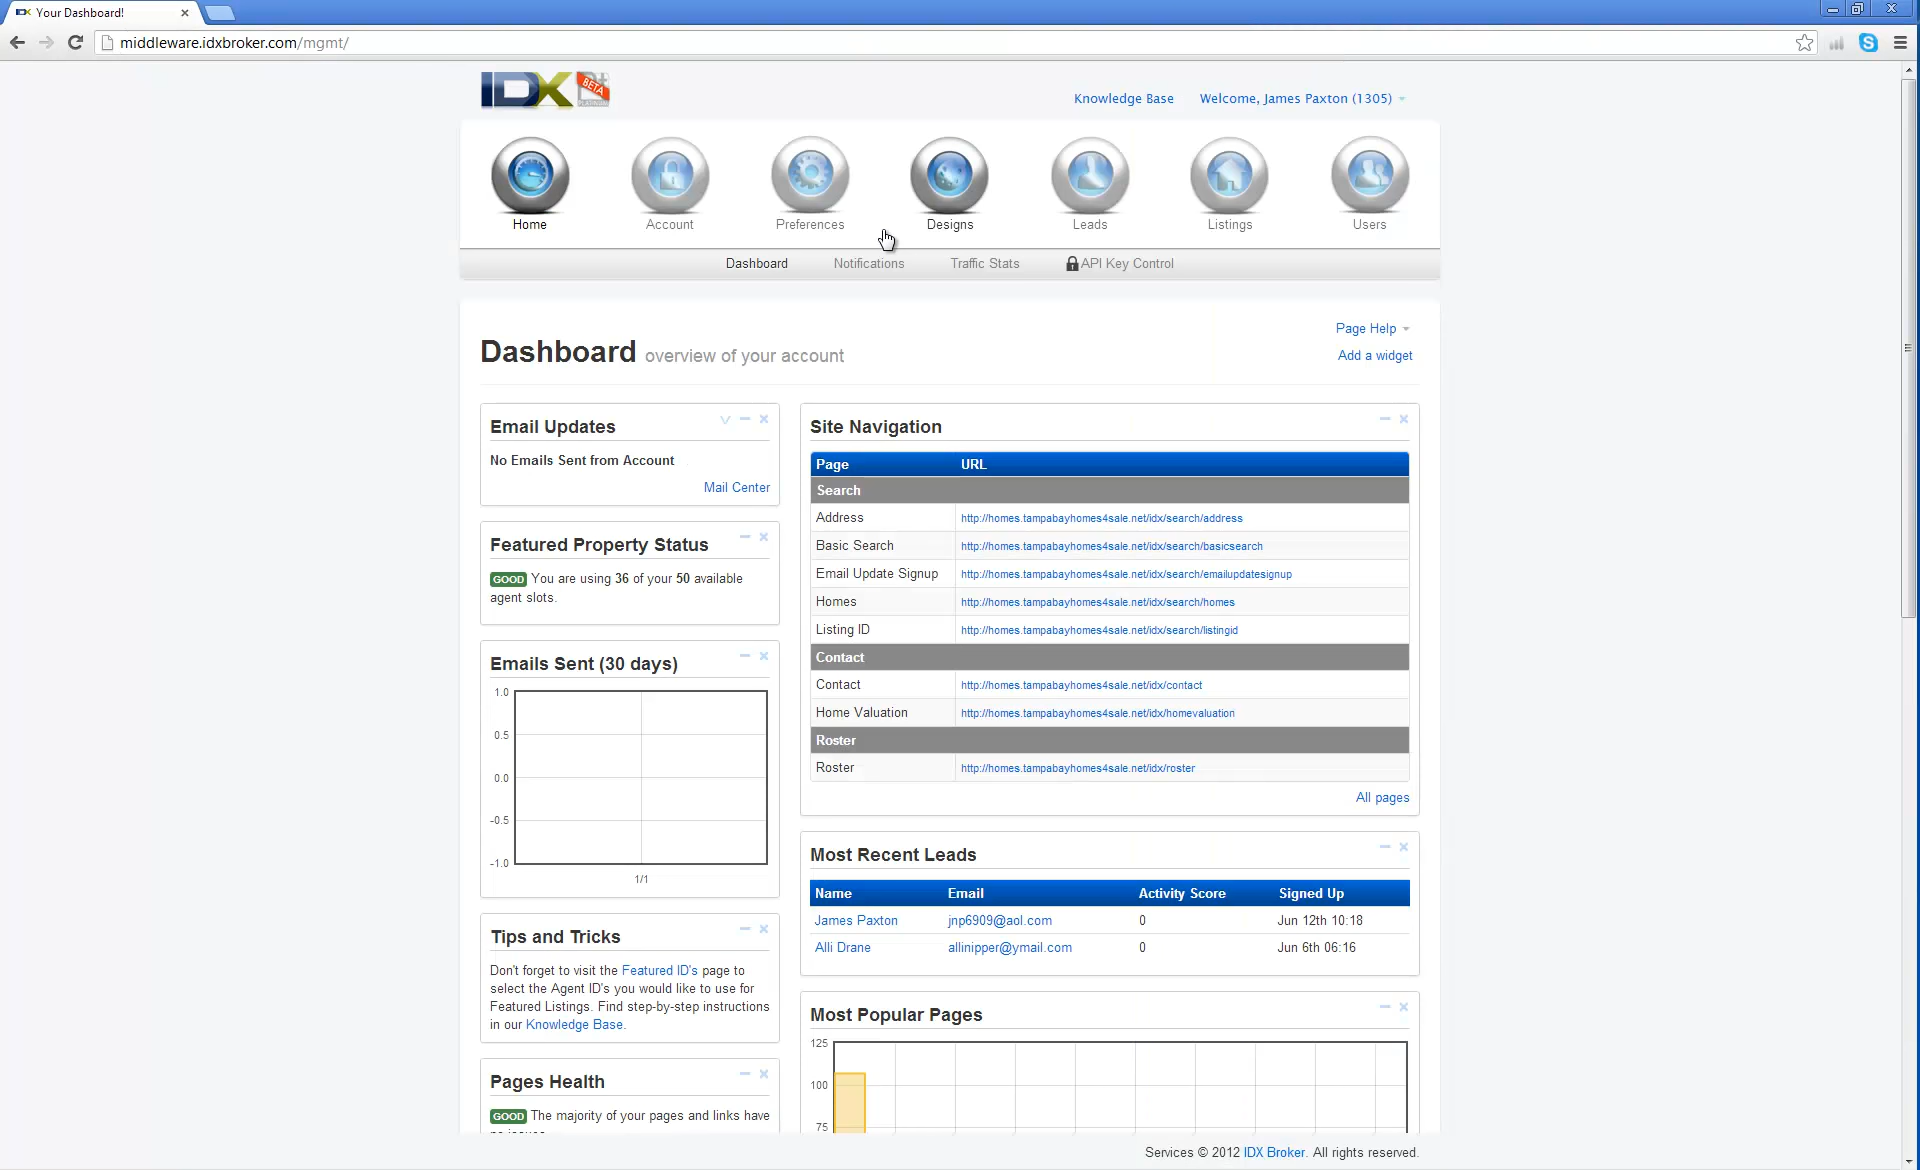 Your Dashboard!
middleware.idxbroker.com/mgmt/
IDX BETA
Knowledge Base
Welcome, James Paxton (1305)
Home
Account
Preferences
Designs
Leads
Listings
Users
Dashboard
Notifications
Traffic Stats
API Key Control
Page Help
Dashboard overview of your account
Add a widget
Email Updates
No Emails Sent from Account
Mail Center
Featured Property Status
GOOD You are using 36 of your 50 available
agent slots.
Emails Sent (30 days)
1.0
0.5
0.0
-0.5
-1.0
1/1
Tips and Tricks
Don't forget to visit the Featured ID's page to
select the Agent ID's you would like to use for
Featured Listings. Find step-by-step instructions
in our Knowledge Base.
Pages Health
GOOD The majority of your pages and links have
Site Navigation
Page URL
Search
Address http://homes.tampabayhomes4sale.net/idx/search/address
Basic Search http://homes.tampabayhomes4sale.net/idx/search/basicsearch
Email Update Signup http://homes.tampabayhomes4sale.net/idx/search/emailupdatesignup
Homes http://homes.tampabayhomes4sale.net/idx/search/homes
Listing ID http://homes.tampabayhomes4sale.net/idx/search/listingid
Contact
Contact http://homes.tampabayhomes4sale.net/idx/contact
Home Valuation http://homes.tampabayhomes4sale.net/idx/homevaluation
Roster
Roster http://homes.tampabayhomes4sale.net/idx/roster
All pages
Most Recent Leads
Name Email Activity Score Signed Up
James Paxton jnp6909@aol.com 0 Jun 12th 10:18
Alli Drane allinipper@ymail.com 0 Jun 6th 06:16
Most Popular Pages
125
100
75
Services © 2012 IDX Broker. All rights reserved.